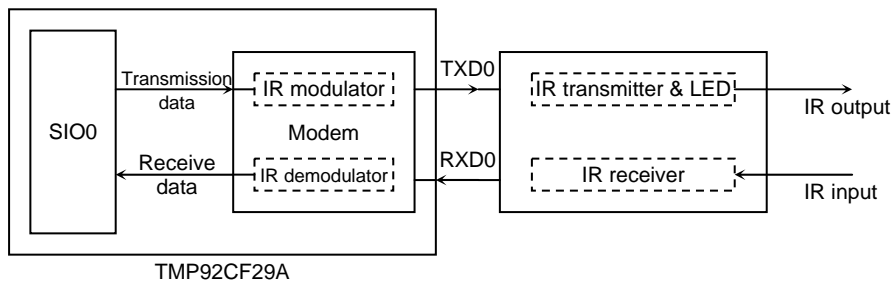 SIO0
Transmission
data
Receive
data
IR modulator
Modem
IR demodulator
TXD0
RXD0
IR transmitter & LED
IR receiver
IR output
IR input
TMP92CF29A